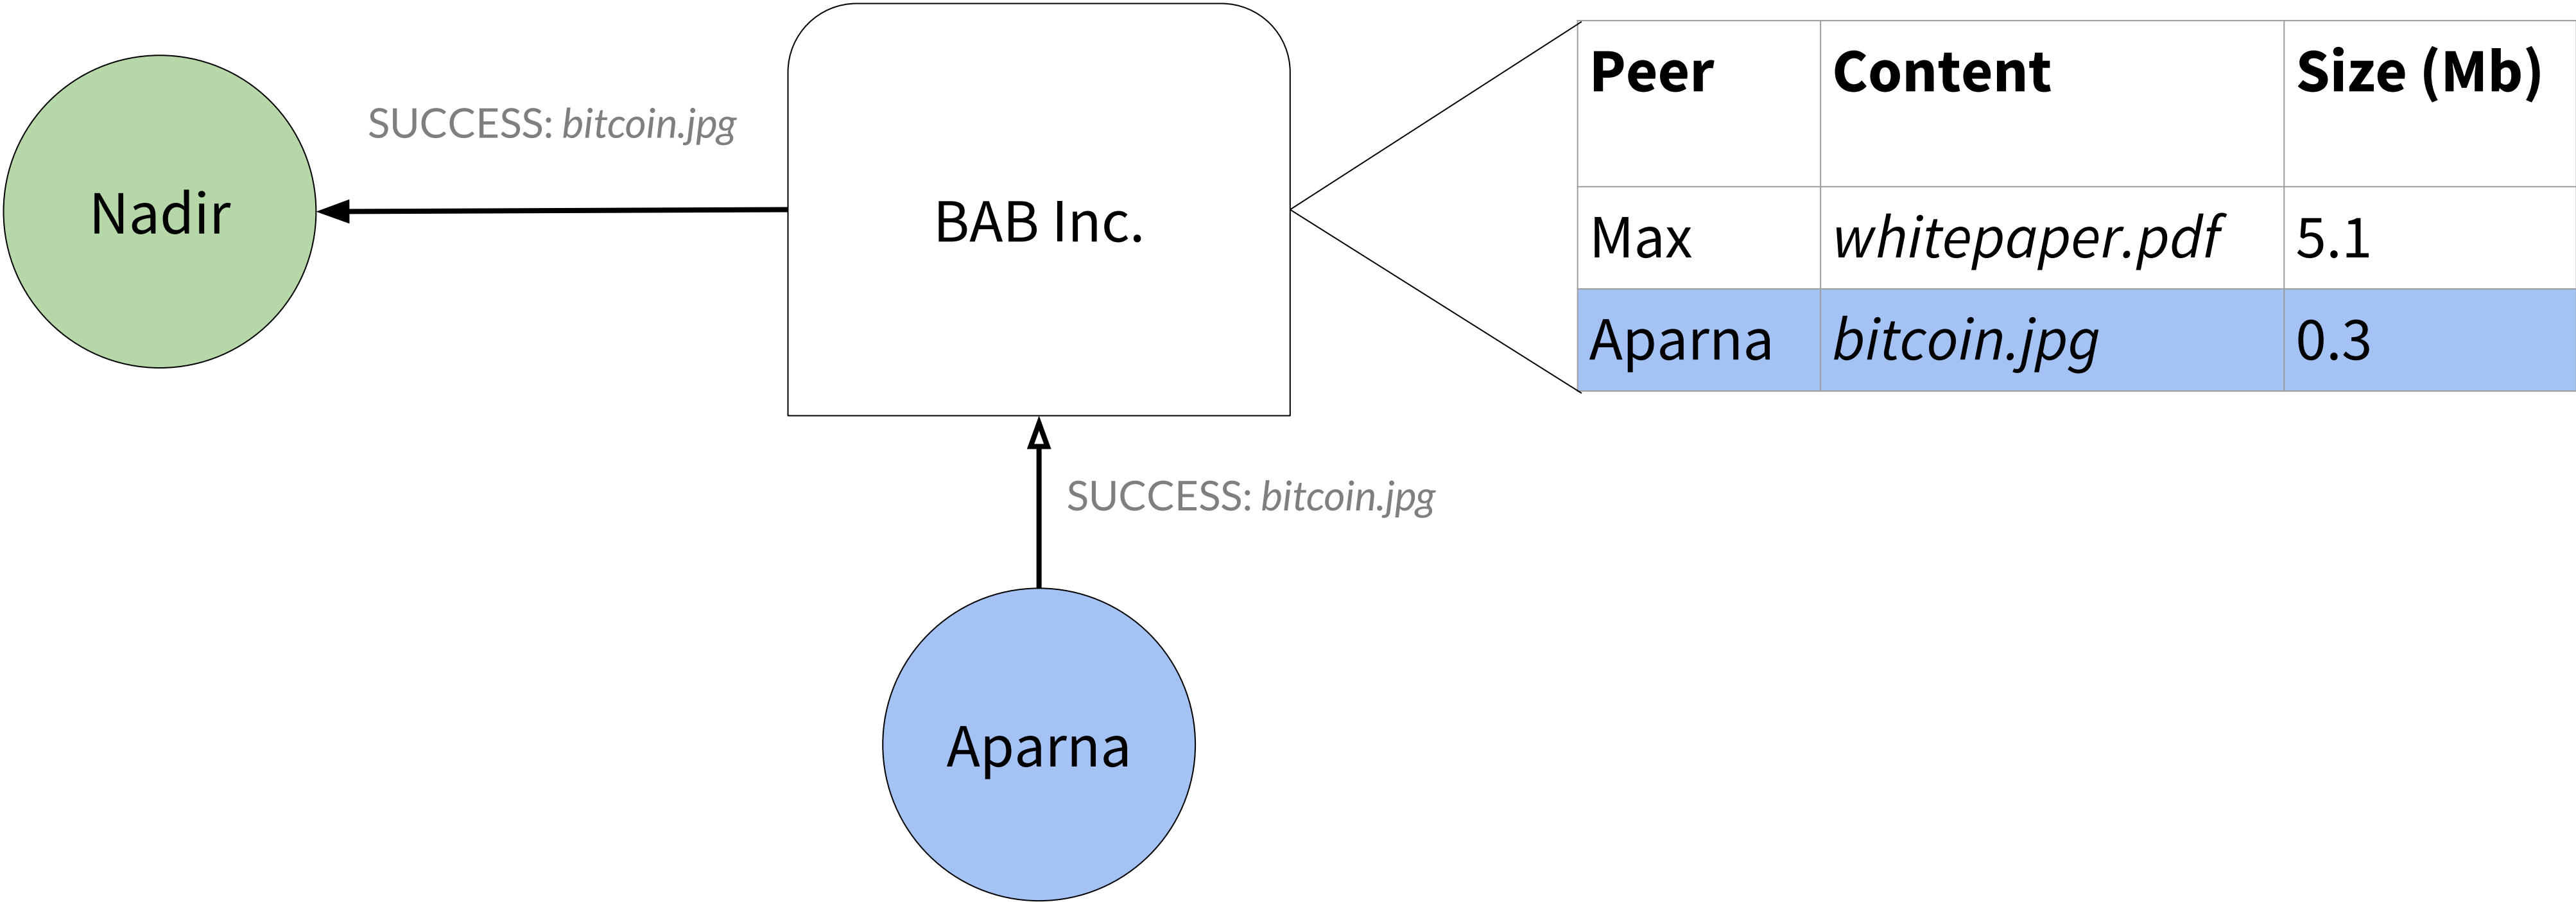 Nadir
SUCCESS: bitcoin.jpg
BAB Inc.
Peer Content Size (Mb)
Max whitepaper.pdf 5.1
Aparna bitcoin.jpg 0.3
SUCCESS: bitcoin.jpg
Aparna